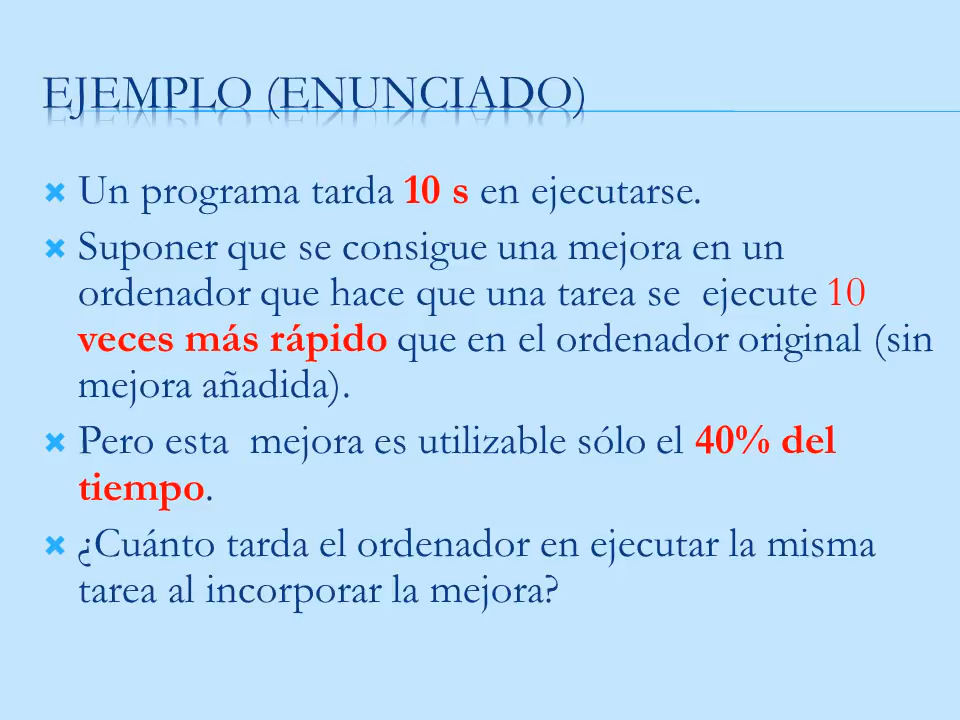 EJEMPLO (ENUNCIADO)
Un programa tarda 10 s en ejecutarse.
Suponer que se consigue una mejora en un
ordenador que hace que una tarea se ejecute 10
veces más rápido que en el ordenador original (sin
mejora añadida).
Pero esta mejora es utilizable sólo el 40% del
tiempo.
¿Cuánto tarda el ordenador en ejecutar la misma
tarea al incorporar la mejora?